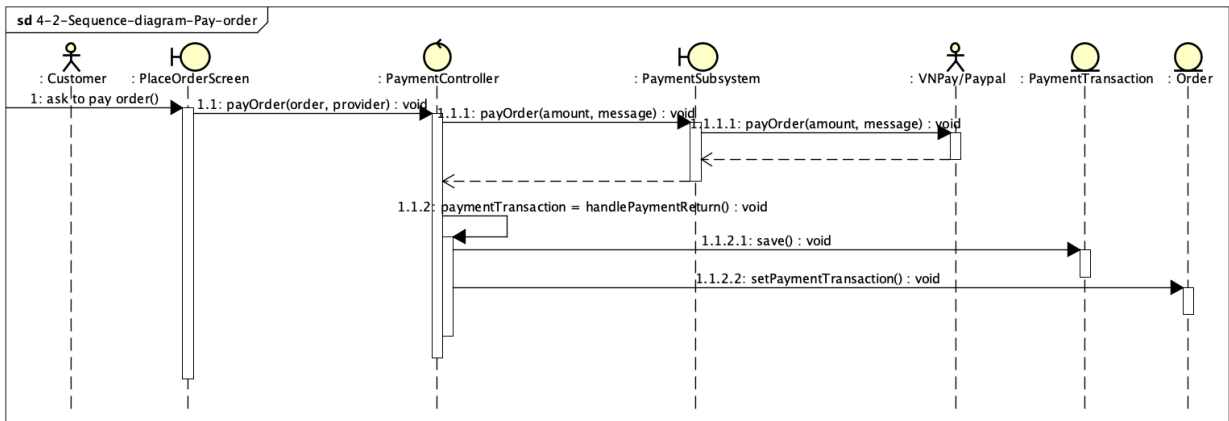 sd 4-2-Sequence-diagram-Pay-order
: Customer
: PlaceOrderScreen
: PaymentController
: PaymentSubsystem
: VNPay/Paypal
: PaymentTransaction
: Order
1: ask to pay order()
1.1: payOrder(order, provider) : void
1.1.1: payOrder(amount, message) : void
1.1.1.1: payOrder(amount, message) : void
1.1.2: paymentTransaction = handlePaymentReturn() : void
1.1.2.1: save() : void
1.1.2.2: setPaymentTransaction() : void